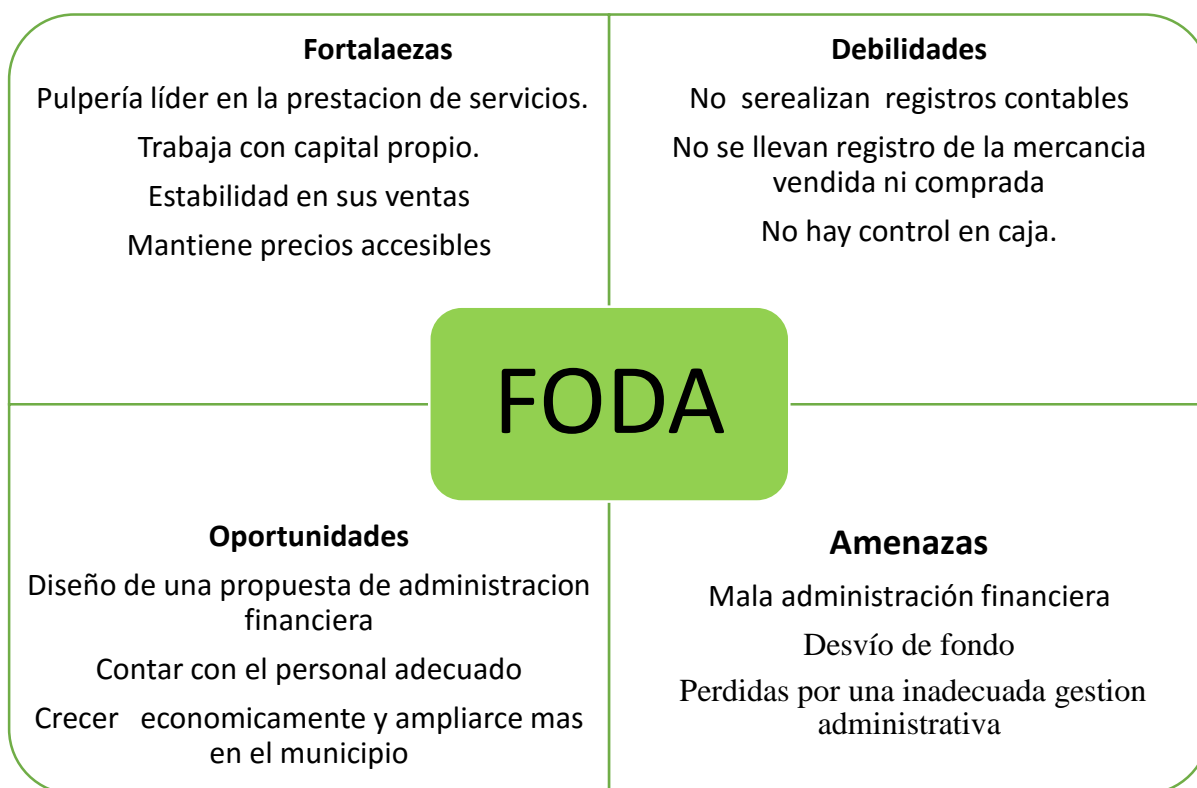 Fortalaezas
Pulpería líder en la prestacion de servicios.
Trabaja con capital propio.
Estabilidad en sus ventas
Mantiene precios accesibles
Debilidades
No serealizan registros contables
No se llevan registro de la mercancia
vendida ni comprada
No hay control en caja.
FODA
Oportunidades
Diseño de una propuesta de administracion
financiera
Contar con el personal adecuado
Crecer economicamente y ampliarce mas
en el municipio
Amenazas
Mala administración financiera
Desvío de fondo
Perdidas por una inadecuada gestion
administrativa